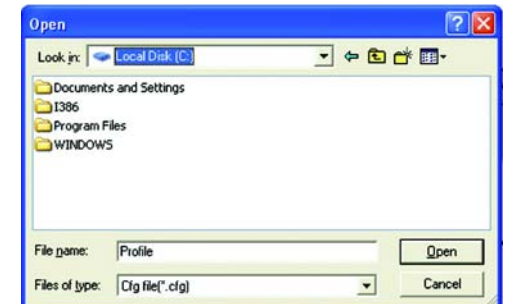 Open
Look in: Local Disk (C:)
Documents and Settings
I386
Program Files
WINDOWS
File name: Profile Open
Files of type: Cfg file(*.cfg) Cancel